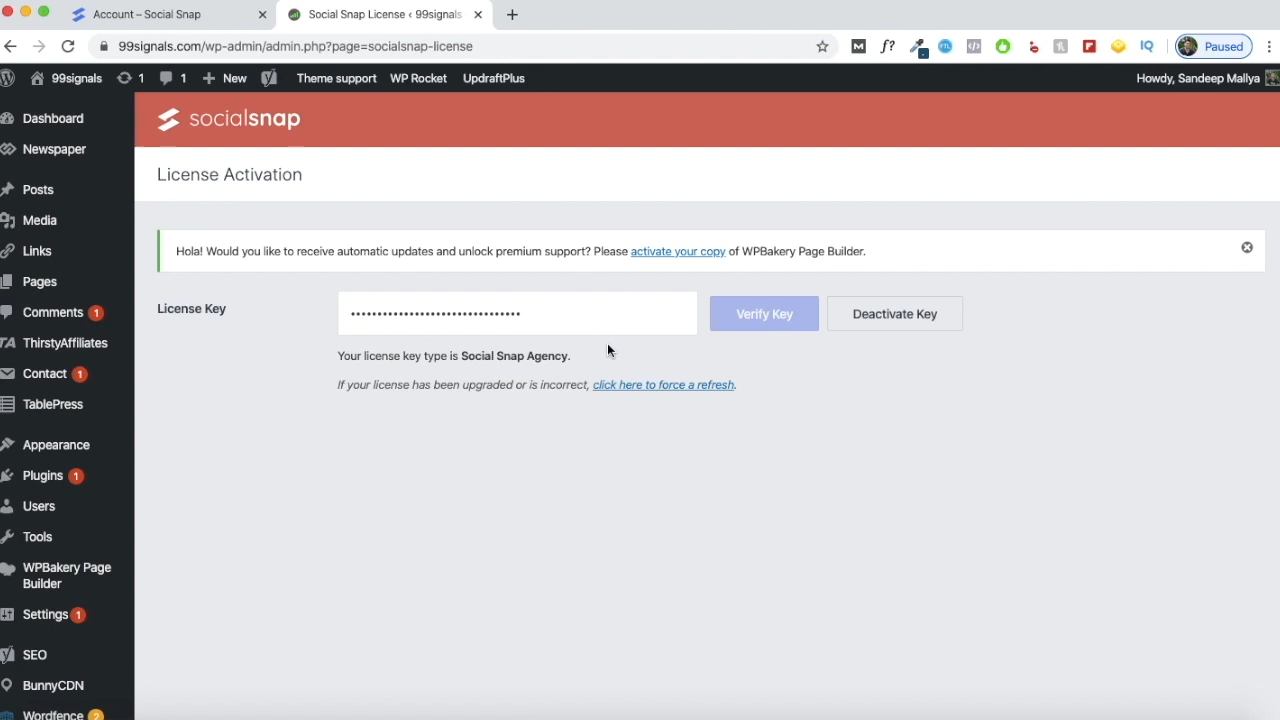 Account – Social Snap
Social Snap License ‹ 99signals
99signals.com/wp-admin/admin.php?page=socialsnap-license
Paused
99signals
1
1
New
Theme support
WP Rocket
UpdraftPlus
Howdy, Sandeep Mallya
Dashboard
Newspaper
Posts
Media
Links
Pages
Comments 1
ThirstyAffiliates
Contact 1
TablePress
Appearance
Plugins 1
Users
Tools
WPBakery Page
Builder
Settings 1
SEO
BunnyCDN
Wordfence 2
socialsnap
License Activation
Hola! Would you like to receive automatic updates and unlock premium support? Please activate your copy of WPBakery Page Builder.
License Key
••••••••••••••••••••••••••••••••
Verify Key
Deactivate Key
Your license key type is Social Snap Agency.
If your license has been upgraded or is incorrect, click here to force a refresh.